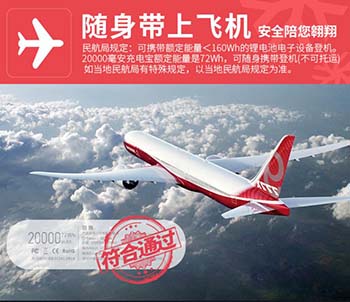 随身带上飞机 安全陪您翱翔
民航局规定：可携带额定能量＜160Wh的锂电池电子设备登机。
20000毫安充电宝额定能量是72Wh，可随身携带登机(不可托运)
如当地民航局有特殊规定，以当地民航局规定为准。
20000
符合通过